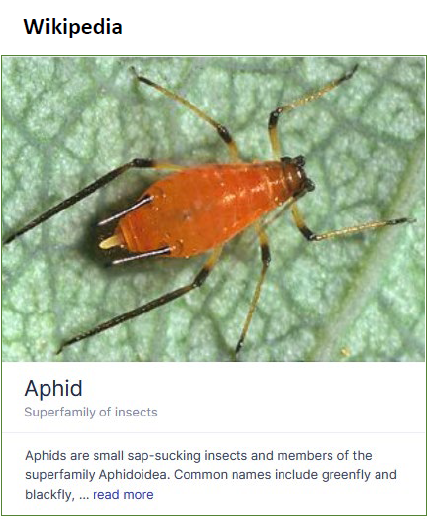 Wikipedia
Aphid
Superfamily of insects
Aphids are small sap-sucking insects and members of the
superfamily Aphidoidea. Common names include greenfly and
blackfly, ... read more